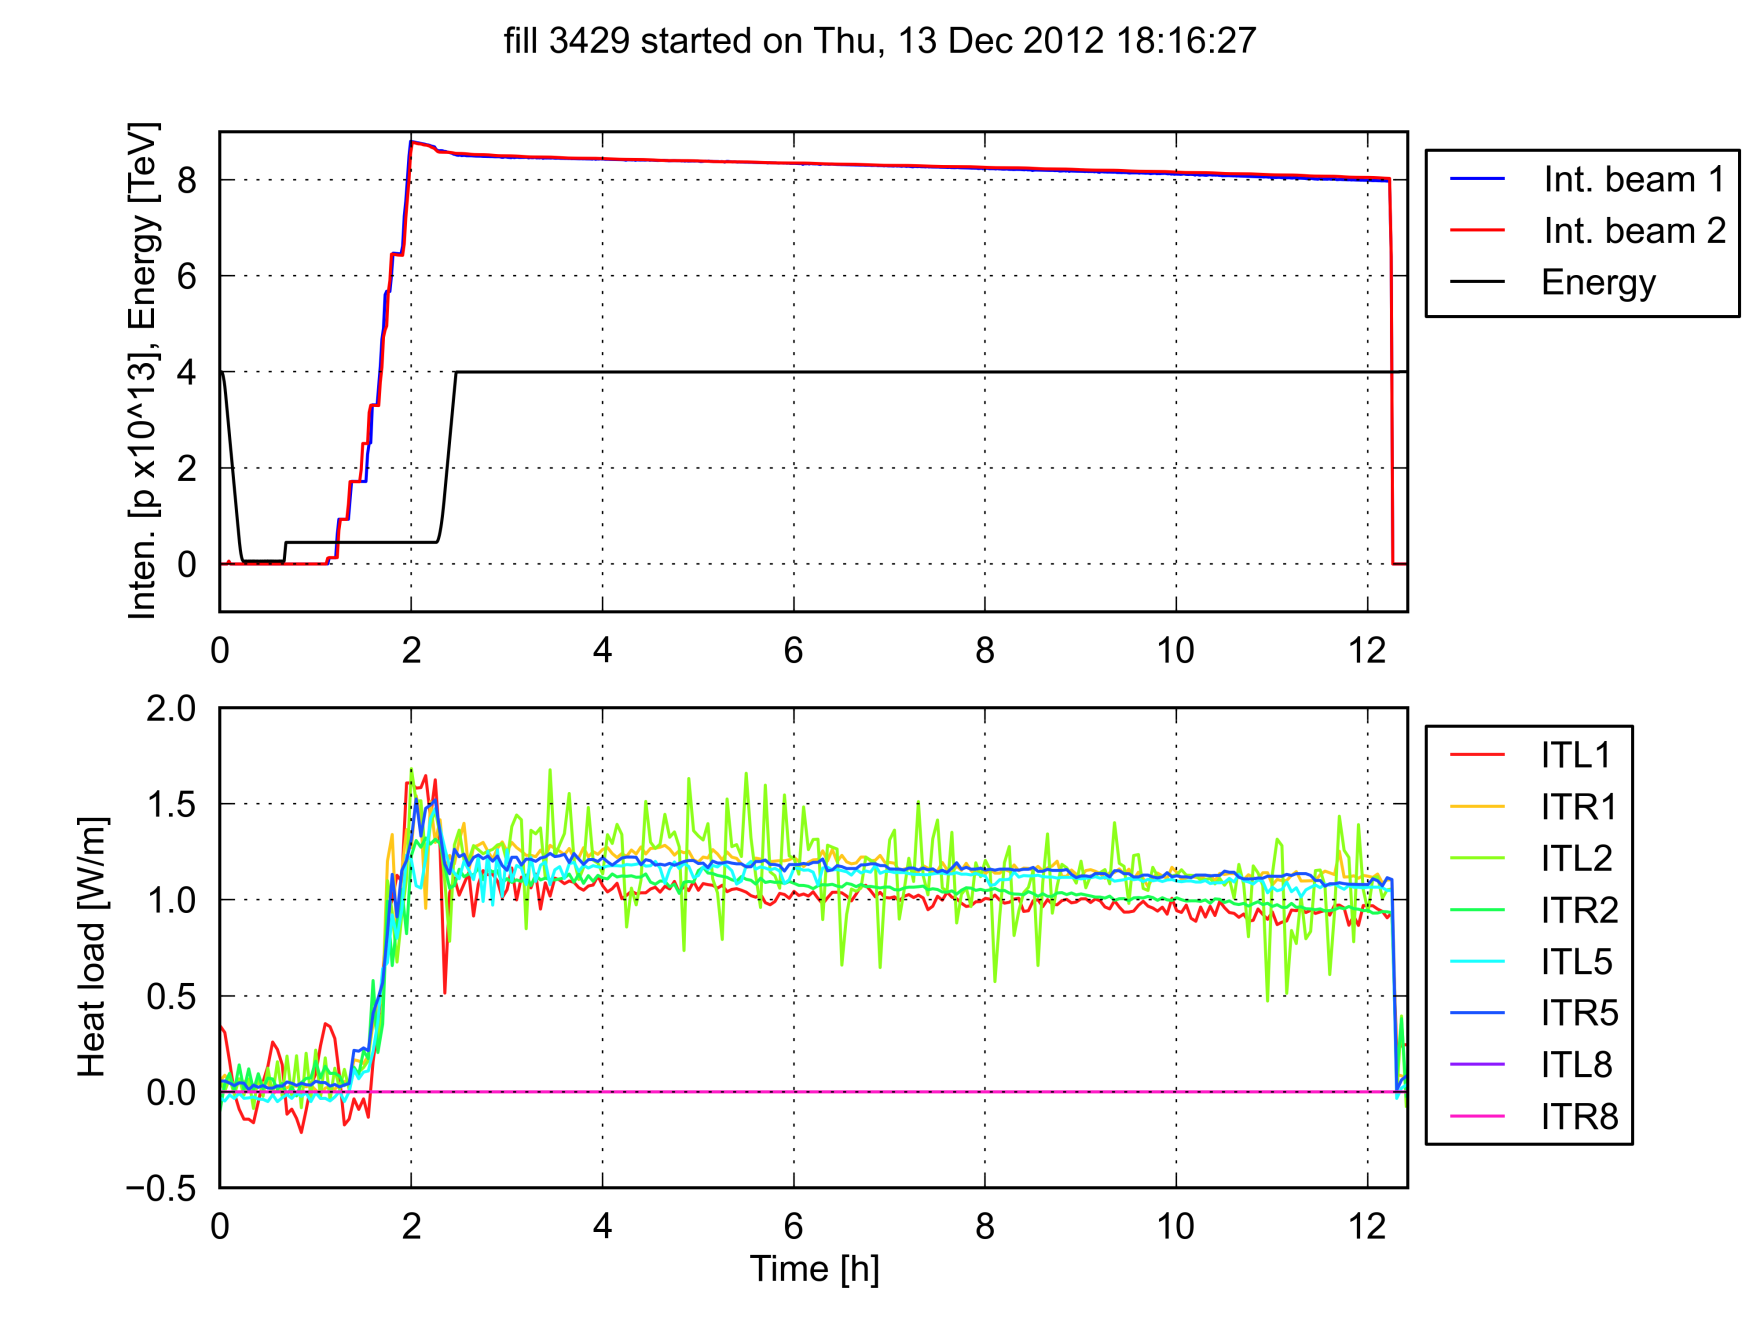 fill 3429 started on Thu, 13 Dec 2012 18:16:27
Inten. [p x10^13], Energy [TeV]
8
6
4
2
0
0 2 4 6 8 10 12
Int. beam 1
Int. beam 2
Energy
Heat load [W/m]
2.0
1.5
1.0
0.5
0.0
−0.5
0 2 4 6 8 10 12
Time [h]
ITL1
ITR1
ITL2
ITR2
ITL5
ITR5
ITL8
ITR8